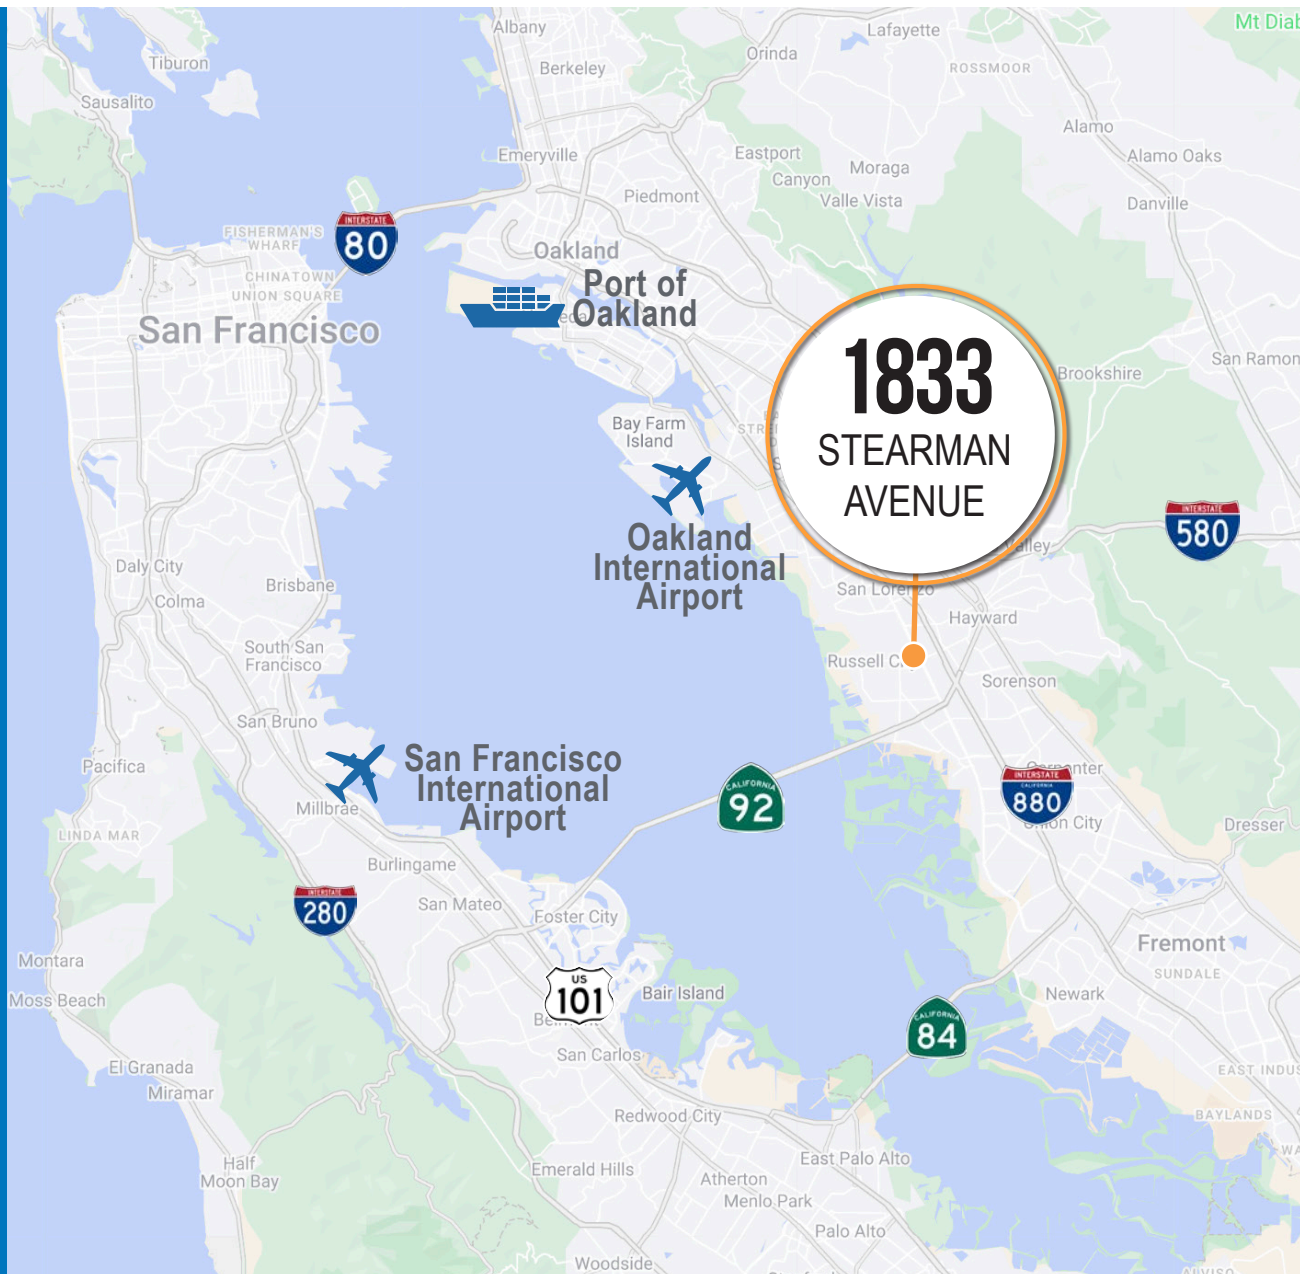 Albany
Lafayette
Mt Diab
Tiburon
Berkeley
Orinda
ROSSMOOR
Sausalito
Alamo
Emeryville
Eastport
Moraga
Alamo Oaks
Canyon
Piedmont
Valle Vista
Danville
FISHERMAN'S
WHARF
INTERSTATE
80
Oakland
CHINATOWN
UNION SQUARE
Port of
Oakland
San Francisco
1833
STEARMAN
AVENUE
San Ramon
Brookshire
Bay Farm
Island
INTERSTATE
580
Oakland
International
Airport
Valley
Daly City
Brisbane
San Lorenzo
Colma
Hayward
South San
Francisco
Russell C
Sorenson
San Bruno
Pacifica
San Francisco
International
Airport
CALIFORNIA
92
INTERSTATE
CALIFORNIA
880
Millbrae
Union City
Dresser
LINDA MAR
Burlingame
INTERSTATE
280
San Mateo
Foster City
Fremont
Montara
SUNDALE
US
101
Bair Island
Newark
Moss Beach
CALIFORNIA
84
San Carlos
El Granada
EAST INDUS
Miramar
Redwood City
BAYLANDS
Half
Moon Bay
East Palo Alto
WA
Emerald Hills
Atherton
Menlo Park
Palo Alto
Woodside